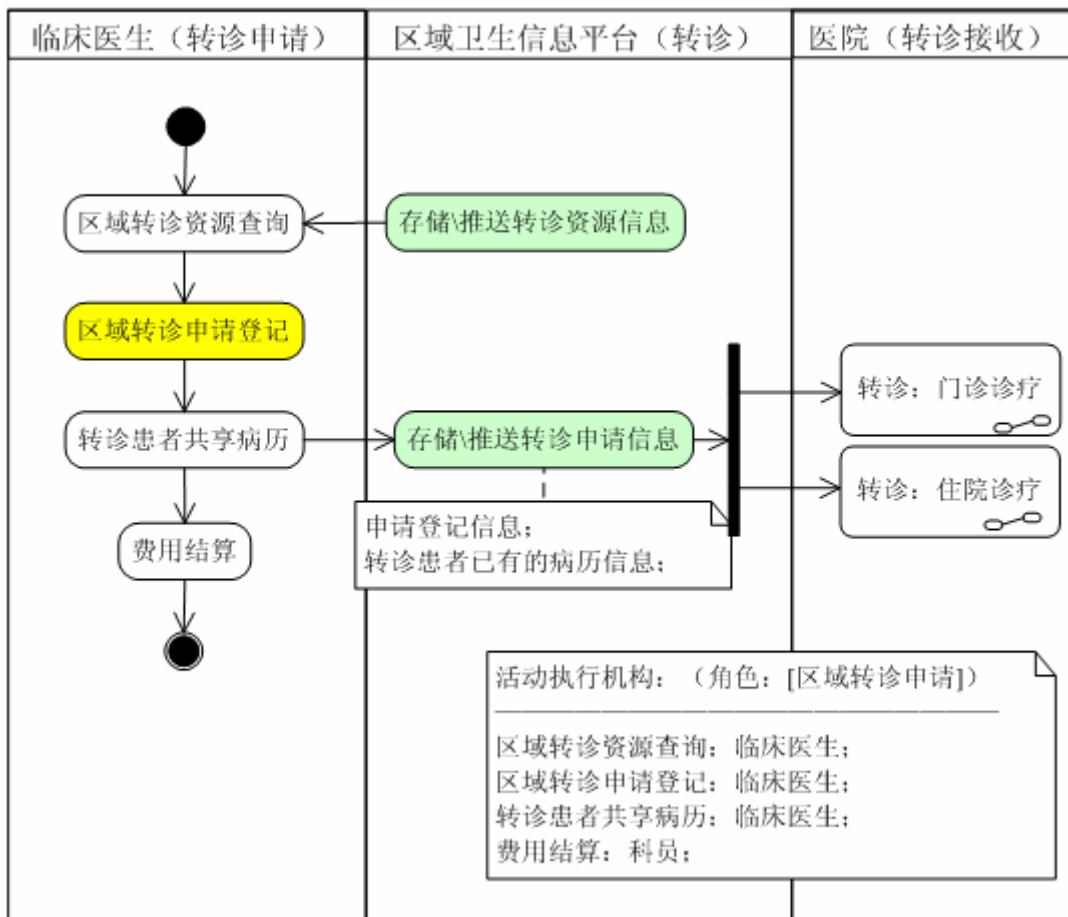 临床医生（转诊申请）
区域卫生信息平台（转诊）
医院（转诊接收）
区域转诊资源查询
存储\推送转诊资源信息
区域转诊申请登记
转诊患者共享病历
存储\推送转诊申请信息
转诊：门诊诊疗
转诊：住院诊疗
申请登记信息；
转诊患者已有的病历信息；
费用结算
活动执行机构：（角色：[区域转诊申请]）
区域转诊资源查询：临床医生；
区域转诊申请登记：临床医生；
转诊患者共享病历：临床医生；
费用结算：科员；